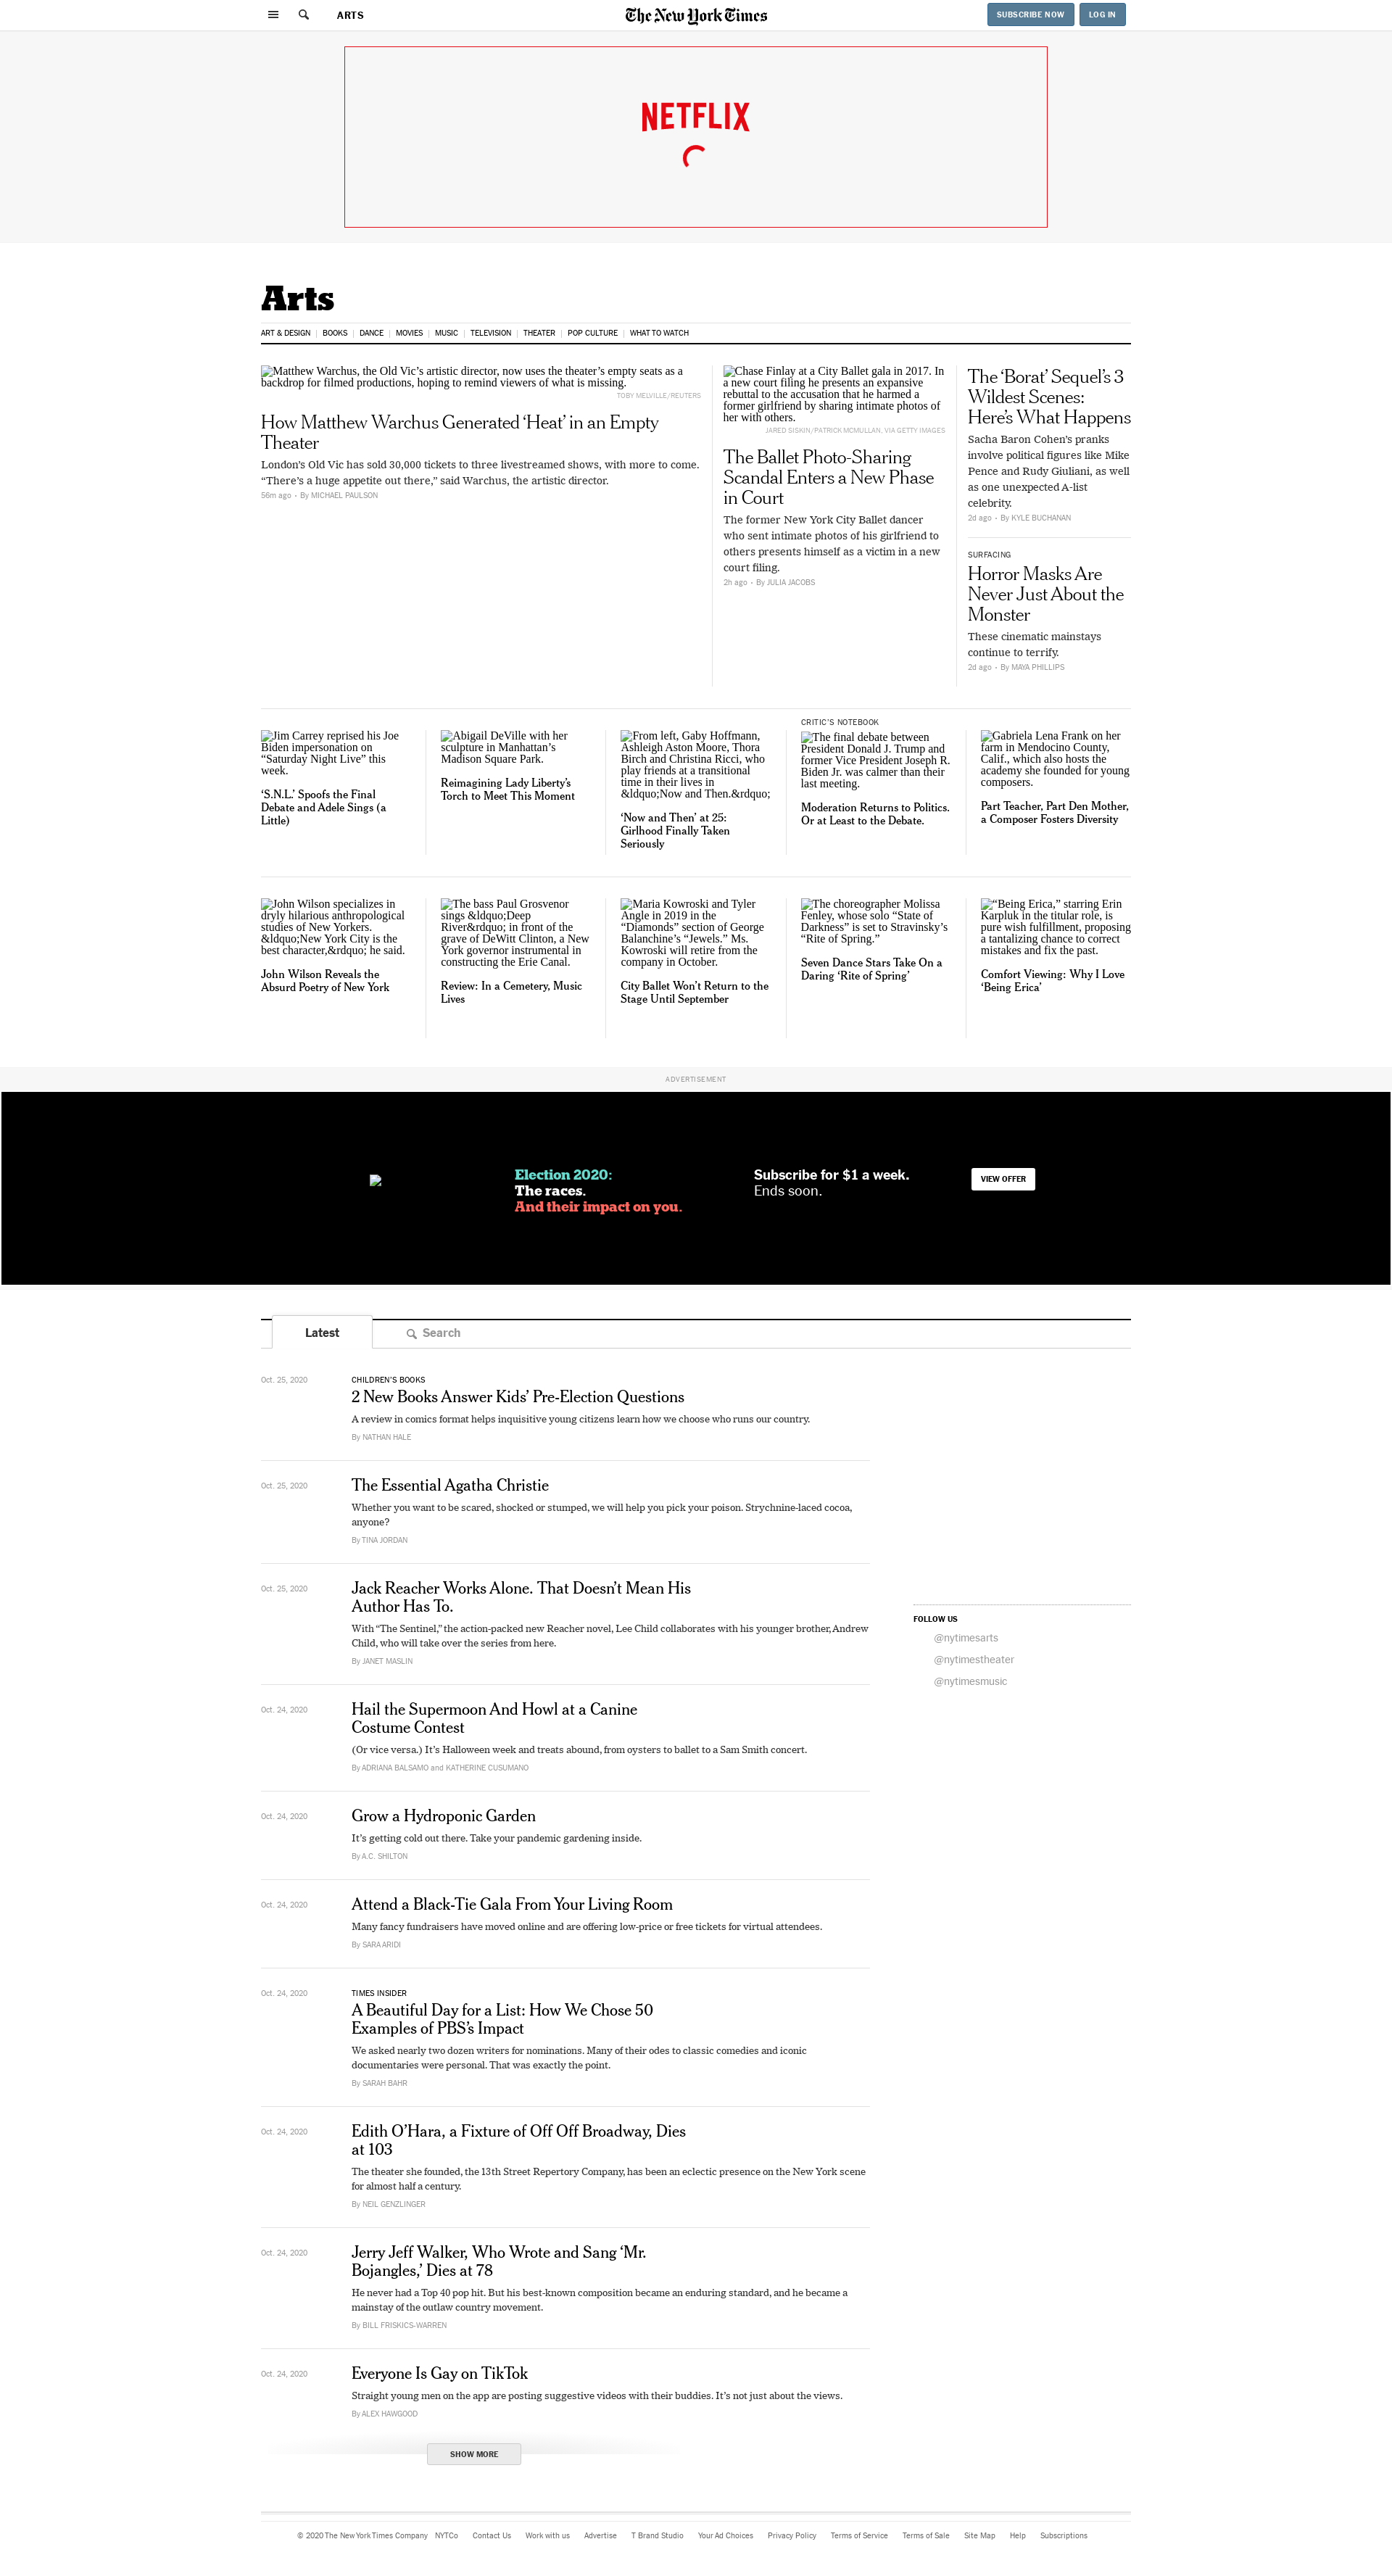 ARTS
The New York Times
SUBSCRIBE NOW
LOG IN
NETFLIX
Arts
ART & DESIGN
BOOKS
DANCE
MOVIES
MUSIC
TELEVISION
THEATER
POP CULTURE
WHAT TO WATCH
Matthew Warchus, the Old Vic’s artistic director, now uses the theater’s empty seats as a
backdrop for filmed productions, hoping to remind viewers of what is missing.
TOBY MELVILLE/REUTERS
How Matthew Warchus Generated ‘Heat’ in an Empty
Theater
London’s Old Vic has sold 30,000 tickets to three livestreamed shows, with more to come.
“There’s a huge appetite out there,” said Warchus, the artistic director.
56m ago • By MICHAEL PAULSON
Chase Finlay at a City Ballet gala in 2017. In
a new court filing he presents an expansive
rebuttal to the accusation that he harmed a
former girlfriend by sharing intimate photos of
her with others.
JARED SISKIN/PATRICK MCMULLAN, VIA GETTY IMAGES
The Ballet Photo-Sharing
Scandal Enters a New Phase
in Court
The former New York City Ballet dancer
who sent intimate photos of his girlfriend to
others presents himself as a victim in a new
court filing.
2h ago • By JULIA JACOBS
The ‘Borat’ Sequel’s 3
Wildest Scenes:
Here’s What Happens
Sacha Baron Cohen’s pranks
involve political figures like Mike
Pence and Rudy Giuliani, as well
as one unexpected A-list
celebrity.
2d ago • By KYLE BUCHANAN
SURFACING
Horror Masks Are
Never Just About the
Monster
These cinematic mainstays
continue to terrify.
2d ago • By MAYA PHILLIPS
Jim Carrey reprised his Joe
Biden impersonation on
“Saturday Night Live” this
week.
‘S.N.L.’ Spoofs the Final
Debate and Adele Sings (a
Little)
Abigail DeVille with her
sculpture in Manhattan’s
Madison Square Park.
Reimagining Lady Liberty’s
Torch to Meet This Moment
From left, Gaby Hoffmann,
Ashleigh Aston Moore, Thora
Birch and Christina Ricci, who
play friends at a transitional
time in their lives in
&ldquo;Now and Then.&rdquo;
‘Now and Then’ at 25:
Girlhood Finally Taken
Seriously
CRITIC’S NOTEBOOK
The final debate between
President Donald J. Trump and
former Vice President Joseph R.
Biden Jr. was calmer than their
last meeting.
Moderation Returns to Politics.
Or at Least to the Debate.
Gabriela Lena Frank on her
farm in Mendocino County,
Calif., which also hosts the
academy she founded for young
composers.
Part Teacher, Part Den Mother,
a Composer Fosters Diversity
John Wilson specializes in
dryly hilarious anthropological
studies of New Yorkers.
&ldquo;New York City is the
best character,&rdquo; he said.
John Wilson Reveals the
Absurd Poetry of New York
The bass Paul Grosvenor
sings &ldquo;Deep
River&rdquo; in front of the
grave of DeWitt Clinton, a New
York governor instrumental in
constructing the Erie Canal.
Review: In a Cemetery, Music
Lives
Maria Kowroski and Tyler
Angle in 2019 in the
“Diamonds” section of George
Balanchine’s “Jewels.” Ms.
Kowroski will retire from the
company in October.
City Ballet Won’t Return to the
Stage Until September
The choreographer Molissa
Fenley, whose solo “State of
Darkness” is set to Stravinsky’s
“Rite of Spring.”
Seven Dance Stars Take On a
Daring ‘Rite of Spring’
“Being Erica,” starring Erin
Karpluk in the titular role, is
pure wish fulfillment, proposing
a tantalizing chance to correct
mistakes and fix the past.
Comfort Viewing: Why I Love
‘Being Erica’
ADVERTISEMENT
Election 2020:
The races.
And their impact on you.
Subscribe for $1 a week.
Ends soon.
VIEW OFFER
Latest
Search
Oct. 25, 2020
CHILDREN’S BOOKS
2 New Books Answer Kids’ Pre-Election Questions
A review in comics format helps inquisitive young citizens learn how we choose who runs our country.
By NATHAN HALE
Oct. 25, 2020
The Essential Agatha Christie
Whether you want to be scared, shocked or stumped, we will help you pick your poison. Strychnine-laced cocoa,
anyone?
By TINA JORDAN
Oct. 25, 2020
Jack Reacher Works Alone. That Doesn’t Mean His
Author Has To.
With “The Sentinel,” the action-packed new Reacher novel, Lee Child collaborates with his younger brother, Andrew
Child, who will take over the series from here.
By JANET MASLIN
FOLLOW US
@nytimesarts
@nytimestheater
@nytimesmusic
Oct. 24, 2020
Hail the Supermoon And Howl at a Canine
Costume Contest
(Or vice versa.) It’s Halloween week and treats abound, from oysters to ballet to a Sam Smith concert.
By ADRIANA BALSAMO and KATHERINE CUSUMANO
Oct. 24, 2020
Grow a Hydroponic Garden
It’s getting cold out there. Take your pandemic gardening inside.
By A.C. SHILTON
Oct. 24, 2020
Attend a Black-Tie Gala From Your Living Room
Many fancy fundraisers have moved online and are offering low-price or free tickets for virtual attendees.
By SARA ARIDI
Oct. 24, 2020
TIMES INSIDER
A Beautiful Day for a List: How We Chose 50
Examples of PBS’s Impact
We asked nearly two dozen writers for nominations. Many of their odes to classic comedies and iconic
documentaries were personal. That was exactly the point.
By SARAH BAHR
Oct. 24, 2020
Edith O’Hara, a Fixture of Off Off Broadway, Dies
at 103
The theater she founded, the 13th Street Repertory Company, has been an eclectic presence on the New York scene
for almost half a century.
By NEIL GENZLINGER
Oct. 24, 2020
Jerry Jeff Walker, Who Wrote and Sang ‘Mr.
Bojangles,’ Dies at 78
He never had a Top 40 pop hit. But his best-known composition became an enduring standard, and he became a
mainstay of the outlaw country movement.
By BILL FRISKICS-WARREN
Oct. 24, 2020
Everyone Is Gay on TikTok
Straight young men on the app are posting suggestive videos with their buddies. It’s not just about the views.
By ALEX HAWGOOD
SHOW MORE
© 2020 The New York Times Company
NYTCo
Contact Us
Work with us
Advertise
T Brand Studio
Your Ad Choices
Privacy Policy
Terms of Service
Terms of Sale
Site Map
Help
Subscriptions